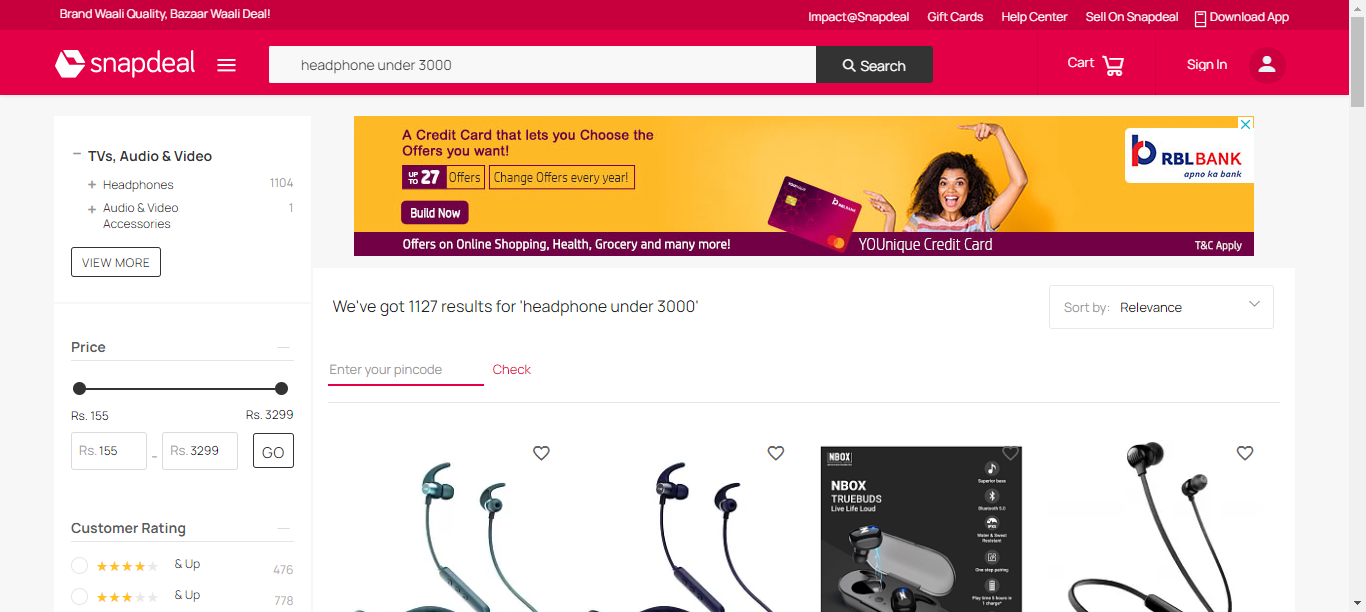 Brand Waali Quality, Bazaar Waali Deal!
Impact@Snapdeal
Gift Cards
Help Center
Sell On Snapdeal
Download App
snapdeal
headphone under 3000
Search
Cart
Sign In
TVs, Audio & Video
Headphones 1104
Audio & Video 1
Accessories
VIEW MORE
A Credit Card that lets you Choose the
Offers you want!
UP TO 27 Offers
Change Offers every year!
Build Now
Offers on Online Shopping, Health, Grocery and many more!
YOUnique Credit Card
T&C Apply
RBLBANK
apno ka bank
We've got 1127 results for 'headphone under 3000'
Sort by: Relevance
Enter your pincode
Check
Price
Rs. 155
Rs. 3299
Rs. 155 - Rs. 3299 GO
Customer Rating
& Up 476
& Up 778
NBOX
NBOX
TRUEBUDS
Live Life Loud
Superior bass
Bluetooth 5.0
Water & Sweat
Resistant
One step pairing
Play time 5 hours in
1 charge*